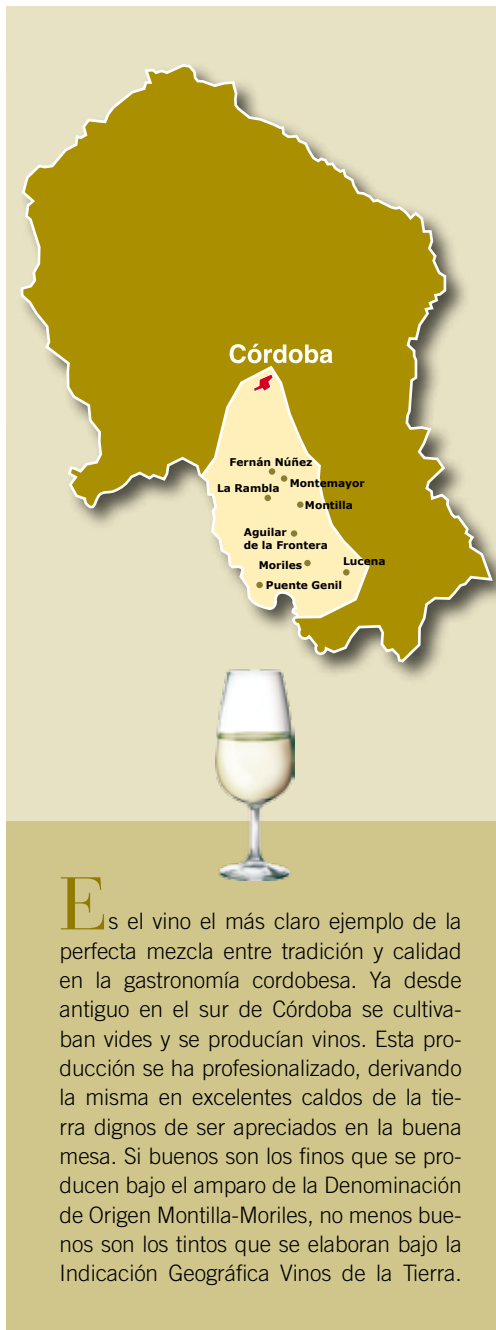 Córdoba
Fernán Núñez
Montemayor
La Rambla
Montilla
Aguilar
de la Frontera
Lucena
Moriles
Puente Genil
Es el vino el más claro ejemplo de la
perfecta mezcla entre tradición y calidad
en la gastronomía cordobesa. Ya desde
antiguo en el sur de Córdoba se cultiva-
ban vides y se producían vinos. Esta pro-
ducción se ha profesionalizado, derivando
la misma en excelentes caldos de la tie-
rra dignos de ser apreciados en la buena
mesa. Si buenos son los finos que se pro-
ducen bajo el amparo de la Denominación
de Origen Montilla-Moriles, no menos bue-
nos son los tintos que se elaboran bajo la
Indicación Geográfica Vinos de la Tierra.